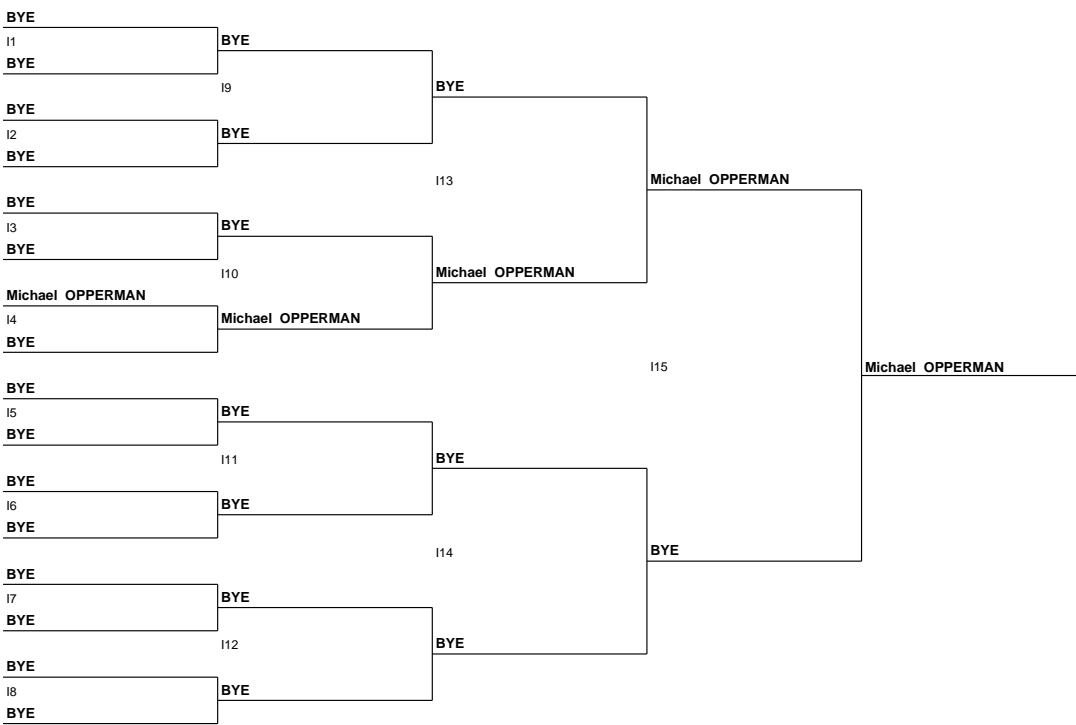 BYE
I1
BYE
BYE
I9
BYE
I2
BYE
BYE
BYE
I13
BYE
I3
BYE
BYE
I10
Michael OPPERMAN
I4
BYE
Michael OPPERMAN
Michael OPPERMAN
Michael OPPERMAN
I15
Michael OPPERMAN
BYE
I5
BYE
BYE
I11
BYE
I6
BYE
BYE
BYE
I14
BYE
BYE
I7
BYE
BYE
I12
BYE
BYE
I8
BYE
BYE